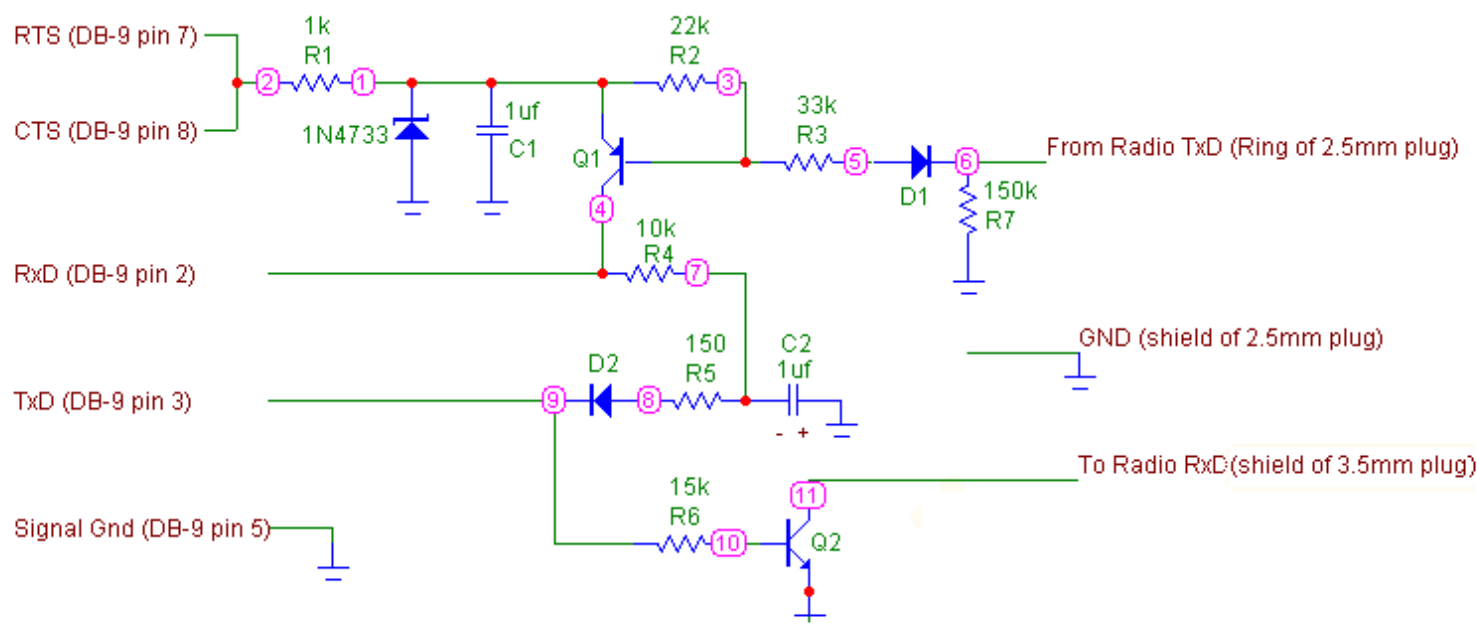 RTS (DB-9 pin 7)
1k
R1
22k
R2
2
1
3
CTS (DB-9 pin 8)
1N4733
1uf
C1
Q1
33k
R3
5
6
From Radio TxD (Ring of 2.5mm plug)
D1
150k
R7
4
10k
R4
RxD (DB-9 pin 2)
7
GND (shield of 2.5mm plug)
D2
150
R5
C2
1uf
TxD (DB-9 pin 3)
9
8
- +
To Radio RxD(shield of 3.5mm plug)
11
15k
R6
Signal Gnd (DB-9 pin 5)
10
Q2